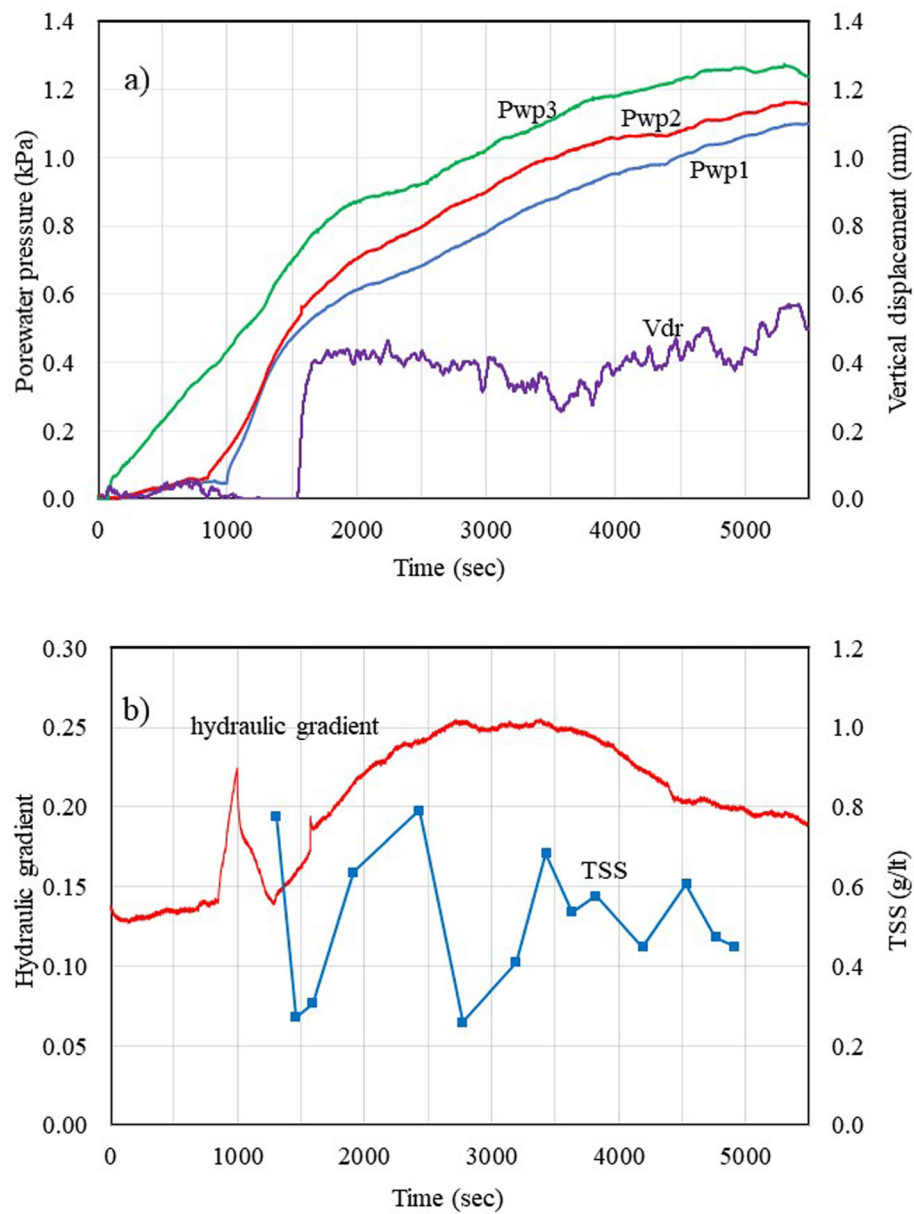 1.4
1.4
a)
1.2
1.2
Pwp3
Pwp2
Pwp1
1.0
1.0
0.8
0.8
0.6
0.6
Vdr
0.4
0.4
0.2
0.2
0.0
0.0
Porewater pressure (kPa)
Vertical displacement (mm)
0 1000 2000 3000 4000 5000
Time (sec)
0.30
1.2
b)
hydraulic gradient
0.25
1.0
0.20
0.8
TSS
0.15
0.6
0.10
0.4
0.05
0.2
0.00
0.0
Hydraulic gradient
TSS (g/lt)
0 1000 2000 3000 4000 5000
Time (sec)